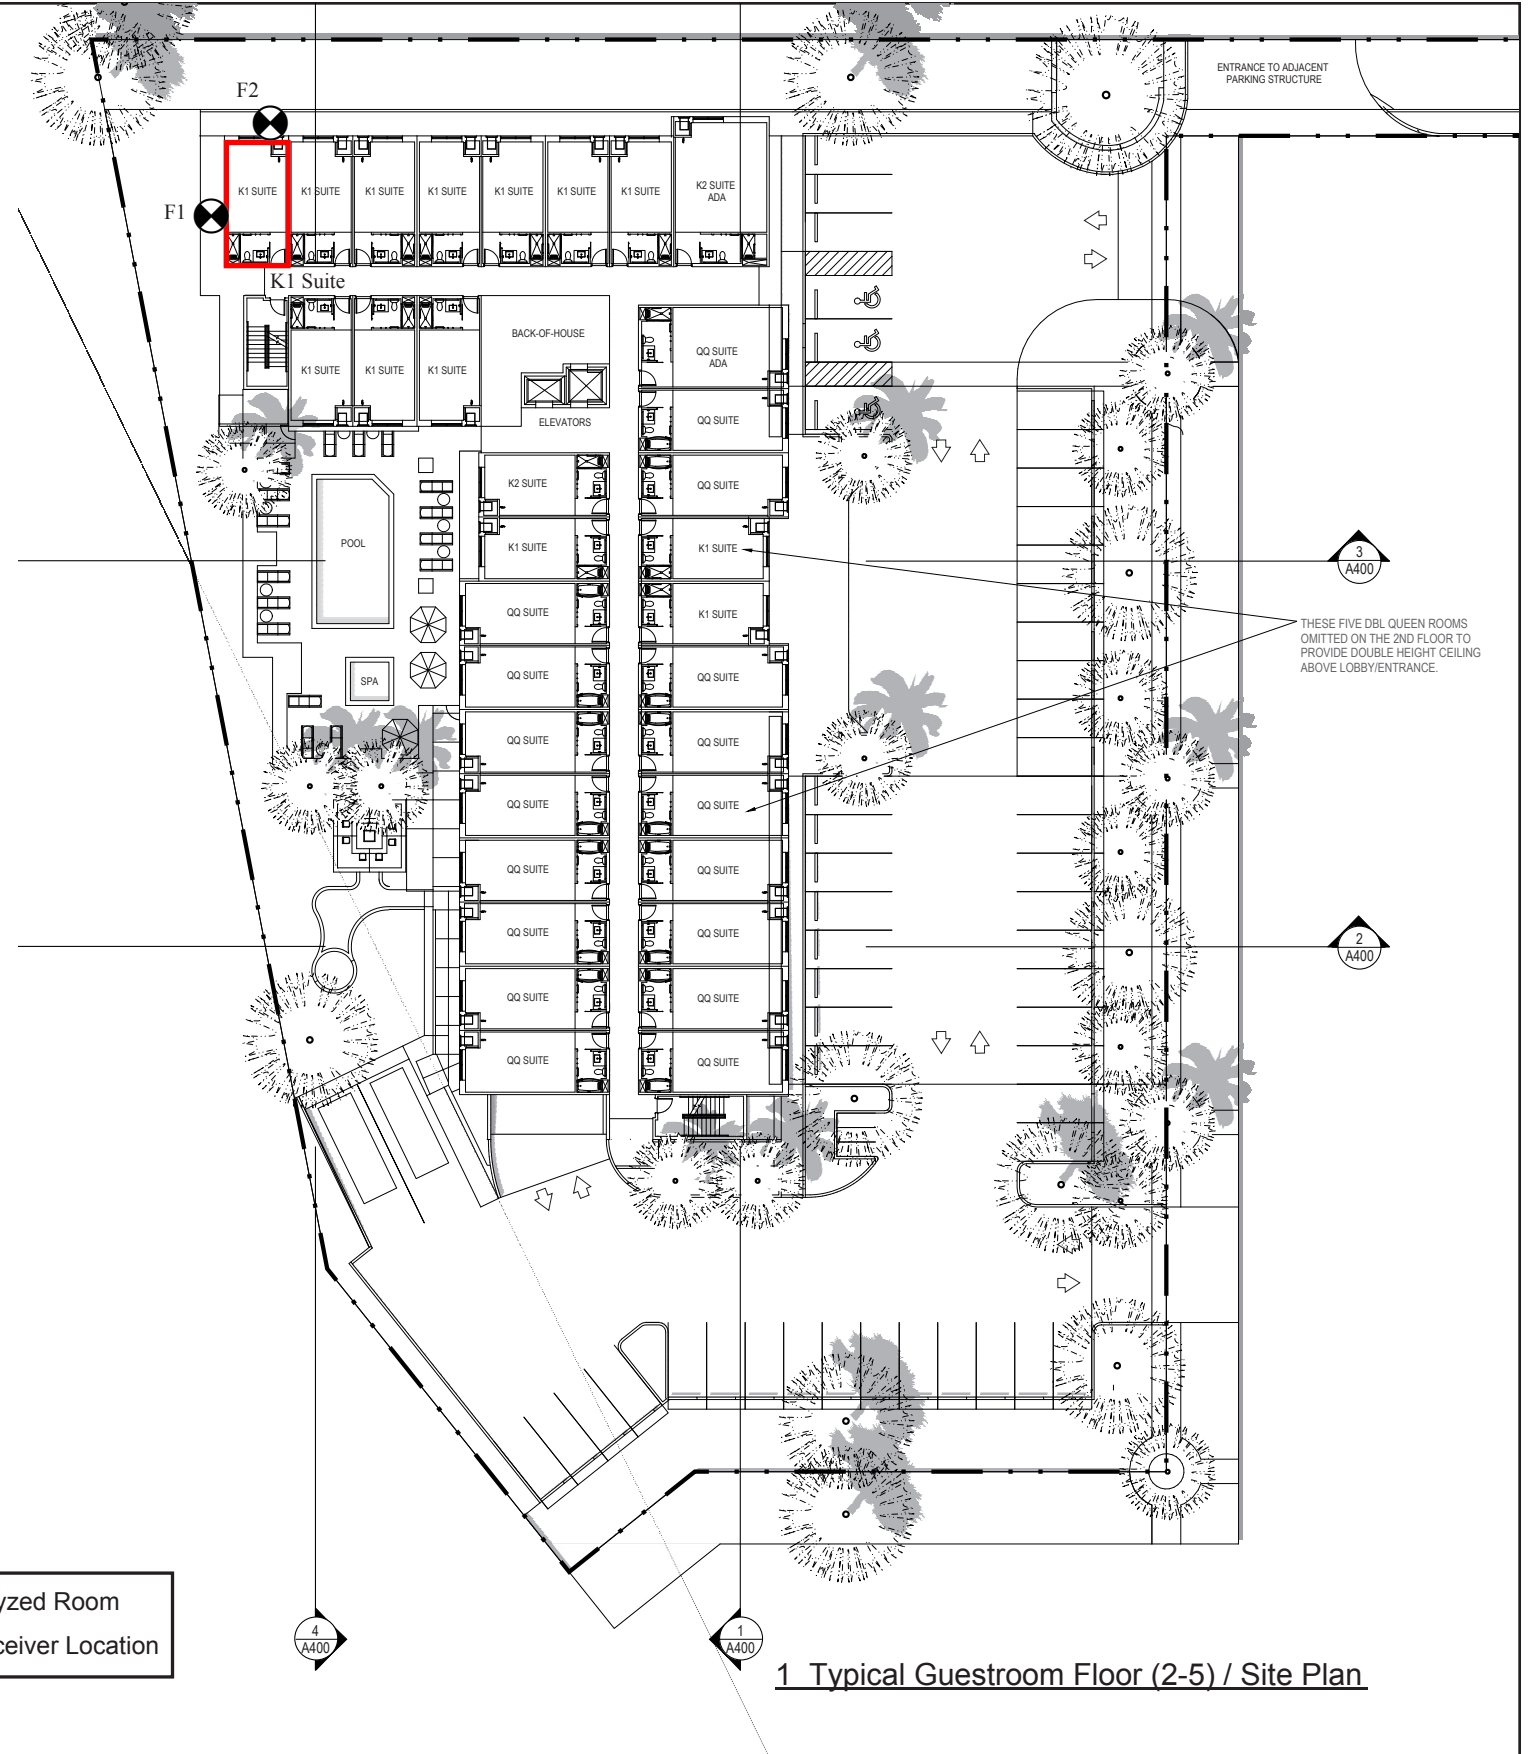 ENTRANCE TO ADJACENT
PARKING STRUCTURE
F2
F1
K1 SUITE
K1 SUITE
K1 SUITE
K1 SUITE
K1 SUITE
K1 SUITE
K1 SUITE
K2 SUITE
ADA
K1 Suite
BACK-OF-HOUSE
QQ SUITE
ADA
K1 SUITE
K1 SUITE
K1 SUITE
ELEVATORS
QQ SUITE
K2 SUITE
QQ SUITE
POOL
K1 SUITE
K1 SUITE
3
A400
QQ SUITE
K1 SUITE
THESE FIVE DBL QUEEN ROOMS
OMITTED ON THE 2ND FLOOR TO
PROVIDE DOUBLE HEIGHT CEILING
ABOVE LOBBY/ENTRANCE.
SPA
QQ SUITE
QQ SUITE
QQ SUITE
QQ SUITE
QQ SUITE
QQ SUITE
QQ SUITE
QQ SUITE
QQ SUITE
QQ SUITE
2
A400
QQ SUITE
QQ SUITE
QQ SUITE
QQ SUITE
yzed Room
ceiver Location
4
A400
1
A400
1 Typical Guestroom Floor (2-5) / Site Plan